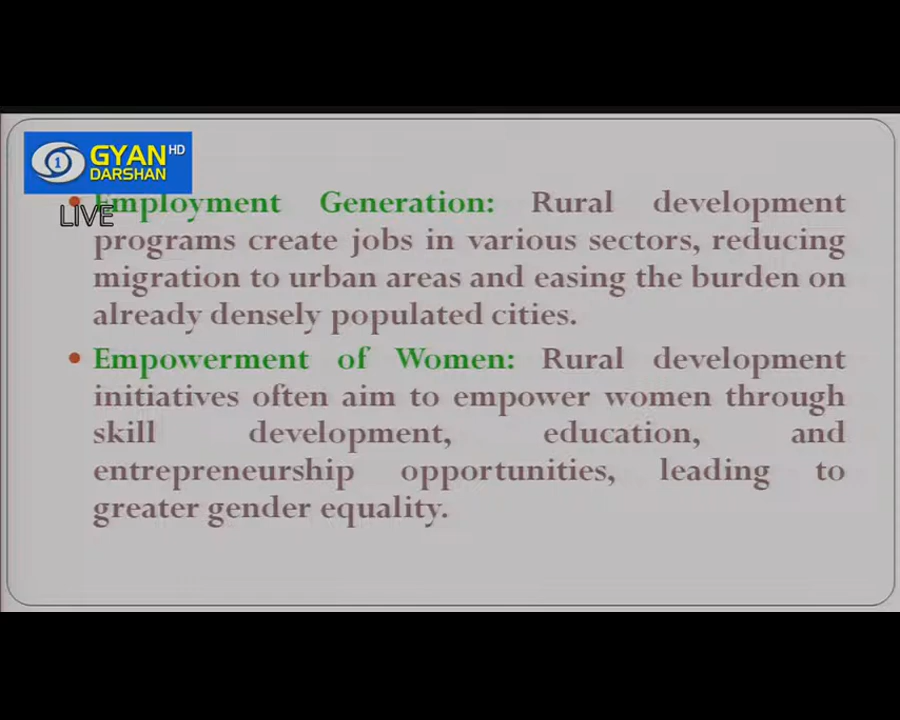 1 GYAN HD
DARSHAN
LIVE
• Employment Generation: Rural development
programs create jobs in various sectors, reducing
migration to urban areas and easing the burden on
already densely populated cities.
• Empowerment of Women: Rural development
initiatives often aim to empower women through
skill development, education, and
entrepreneurship opportunities, leading to
greater gender equality.